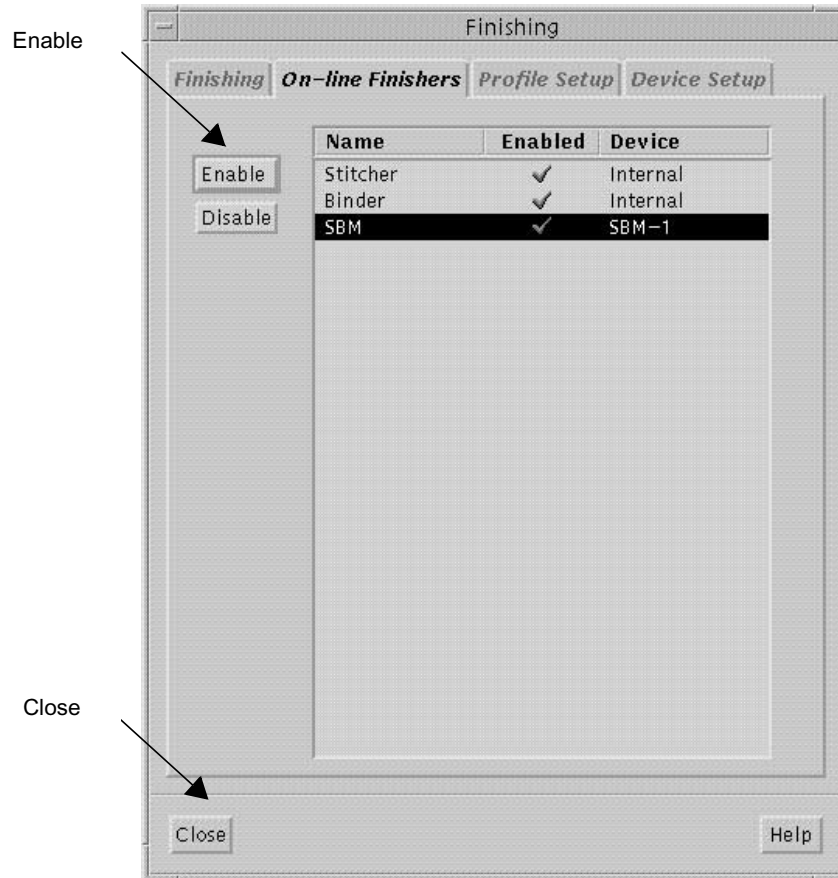 Finishing
Enable
Finishing On-line Finishers Profile Setup Device Setup
Name Enabled Device
Enable
Stitcher Internal
Binder Internal
Disable
SBM SBM-1
Close
Close Help